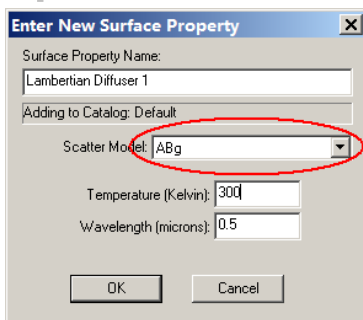 Enter New Surface Property
Surface Property Name:
Lambertian Diffuser 1
Adding to Catalog: Default
Scatter Model: ABg
Temperature (Kelvin): 300
Wavelength (microns): 0.5
OK Cancel